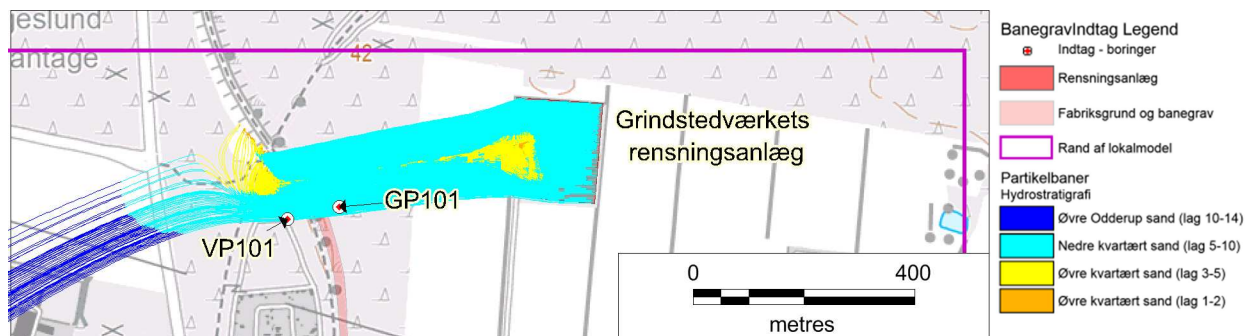 jeslund
antage
42
Grindstedværkets
rensningsanlæg
GP101
VP101
0 400
metres
BanegravIndtag Legend
Indtag - boringer
Rensningsanlæg
Fabriksgrund og banegrav
Rand af lokalmodel
Partikelbaner
Hydrostratigrafi
Øvre Odderup sand (lag 10-14)
Nedre kvartært sand (lag 5-10)
Øvre kvartært sand (lag 3-5)
Øvre kvartært sand (lag 1-2)